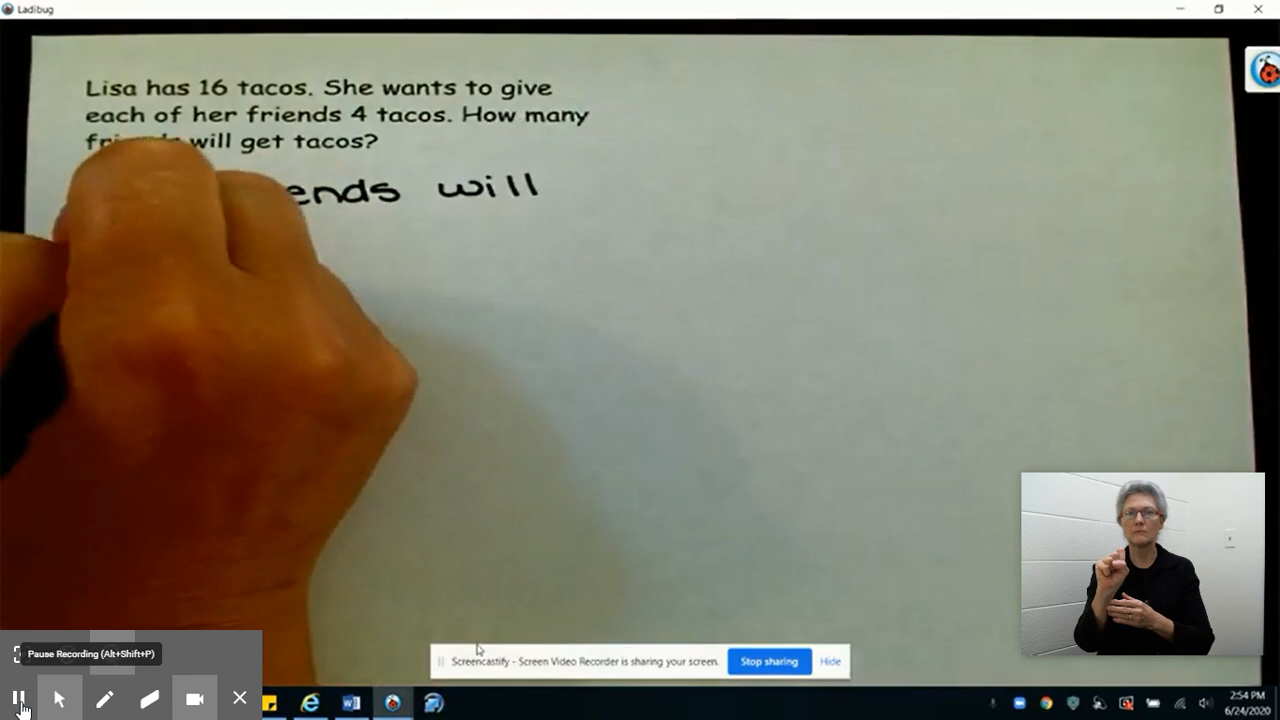 Ladibug
Lisa has 16 tacos. She wants to give
each of her friends 4 tacos. How many
will get tacos?
will
Pause Recording (Alt+Shift+P)
Screencastify - Screen Video Recorder is sharing your screen.
Stop sharing
Hide
2:54 PM
6/24/2020